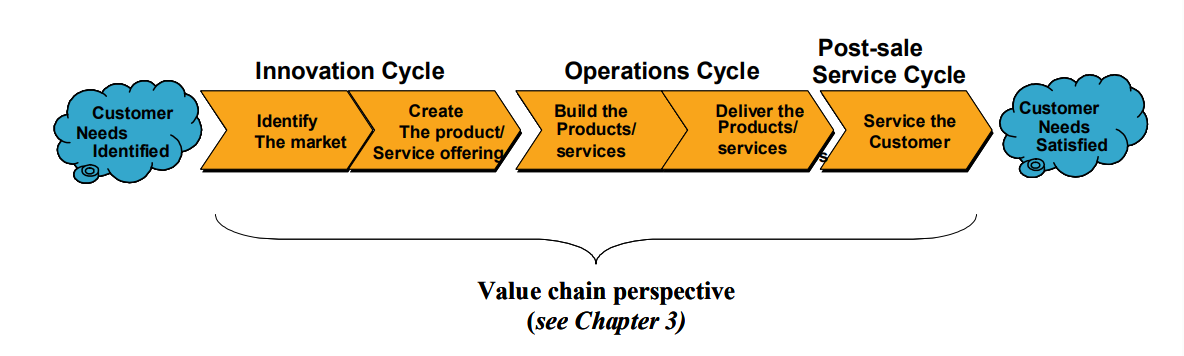 Innovation Cycle
Operations Cycle
Post-sale
Service Cycle
Customer
Needs
Identified
Identify
The market
Create
The product/
Service offering
Build the
Products/
services
Deliver the
Products/
services
s
Service the
Customer
Customer
Needs
Satisfied
Value chain perspective
(see Chapter 3)